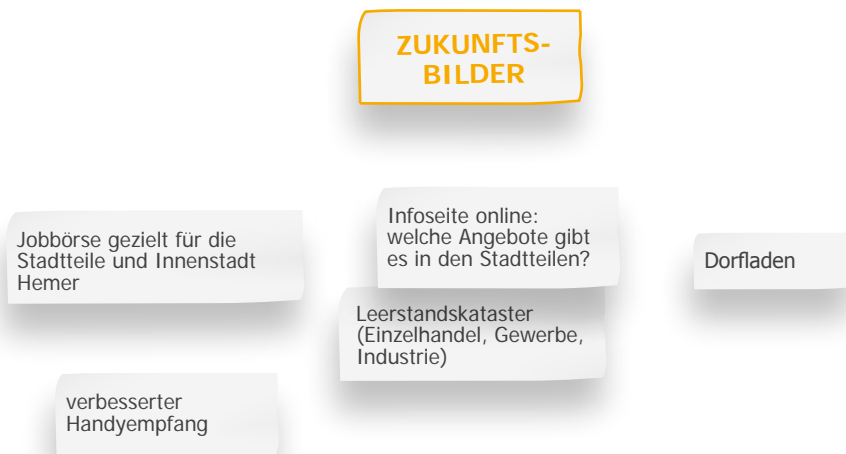 ZUKUNFTS-
BILDER
Jobbörse gezielt für die
Stadtteile und Innenstadt
Hemer
Infoseite online:
welche Angebote gibt
es in den Stadtteilen?
Dorfladen
Leerstandskataster
(Einzelhandel, Gewerbe,
Industrie)
verbesserter
Handyempfang